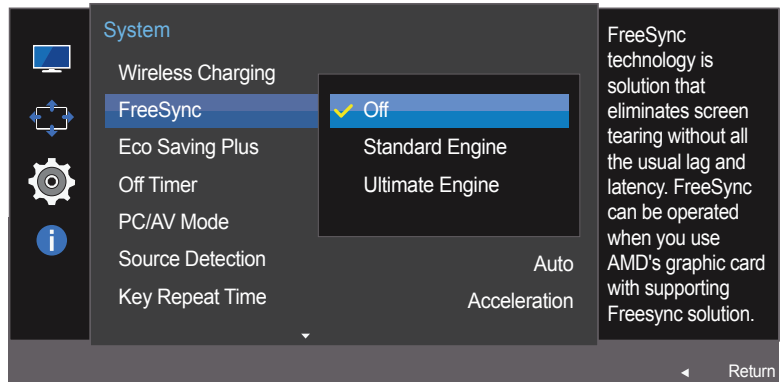 System
Wireless Charging
FreeSync
Off
Eco Saving Plus
Standard Engine
Off Timer
Ultimate Engine
PC/AV Mode
Source Detection
Auto
Key Repeat Time
Acceleration
FreeSync
technology is
solution that
eliminates screen
tearing without all
the usual lag and
latency. FreeSync
can be operated
when you use
AMD's graphic card
with supporting
Freesync solution.
Return